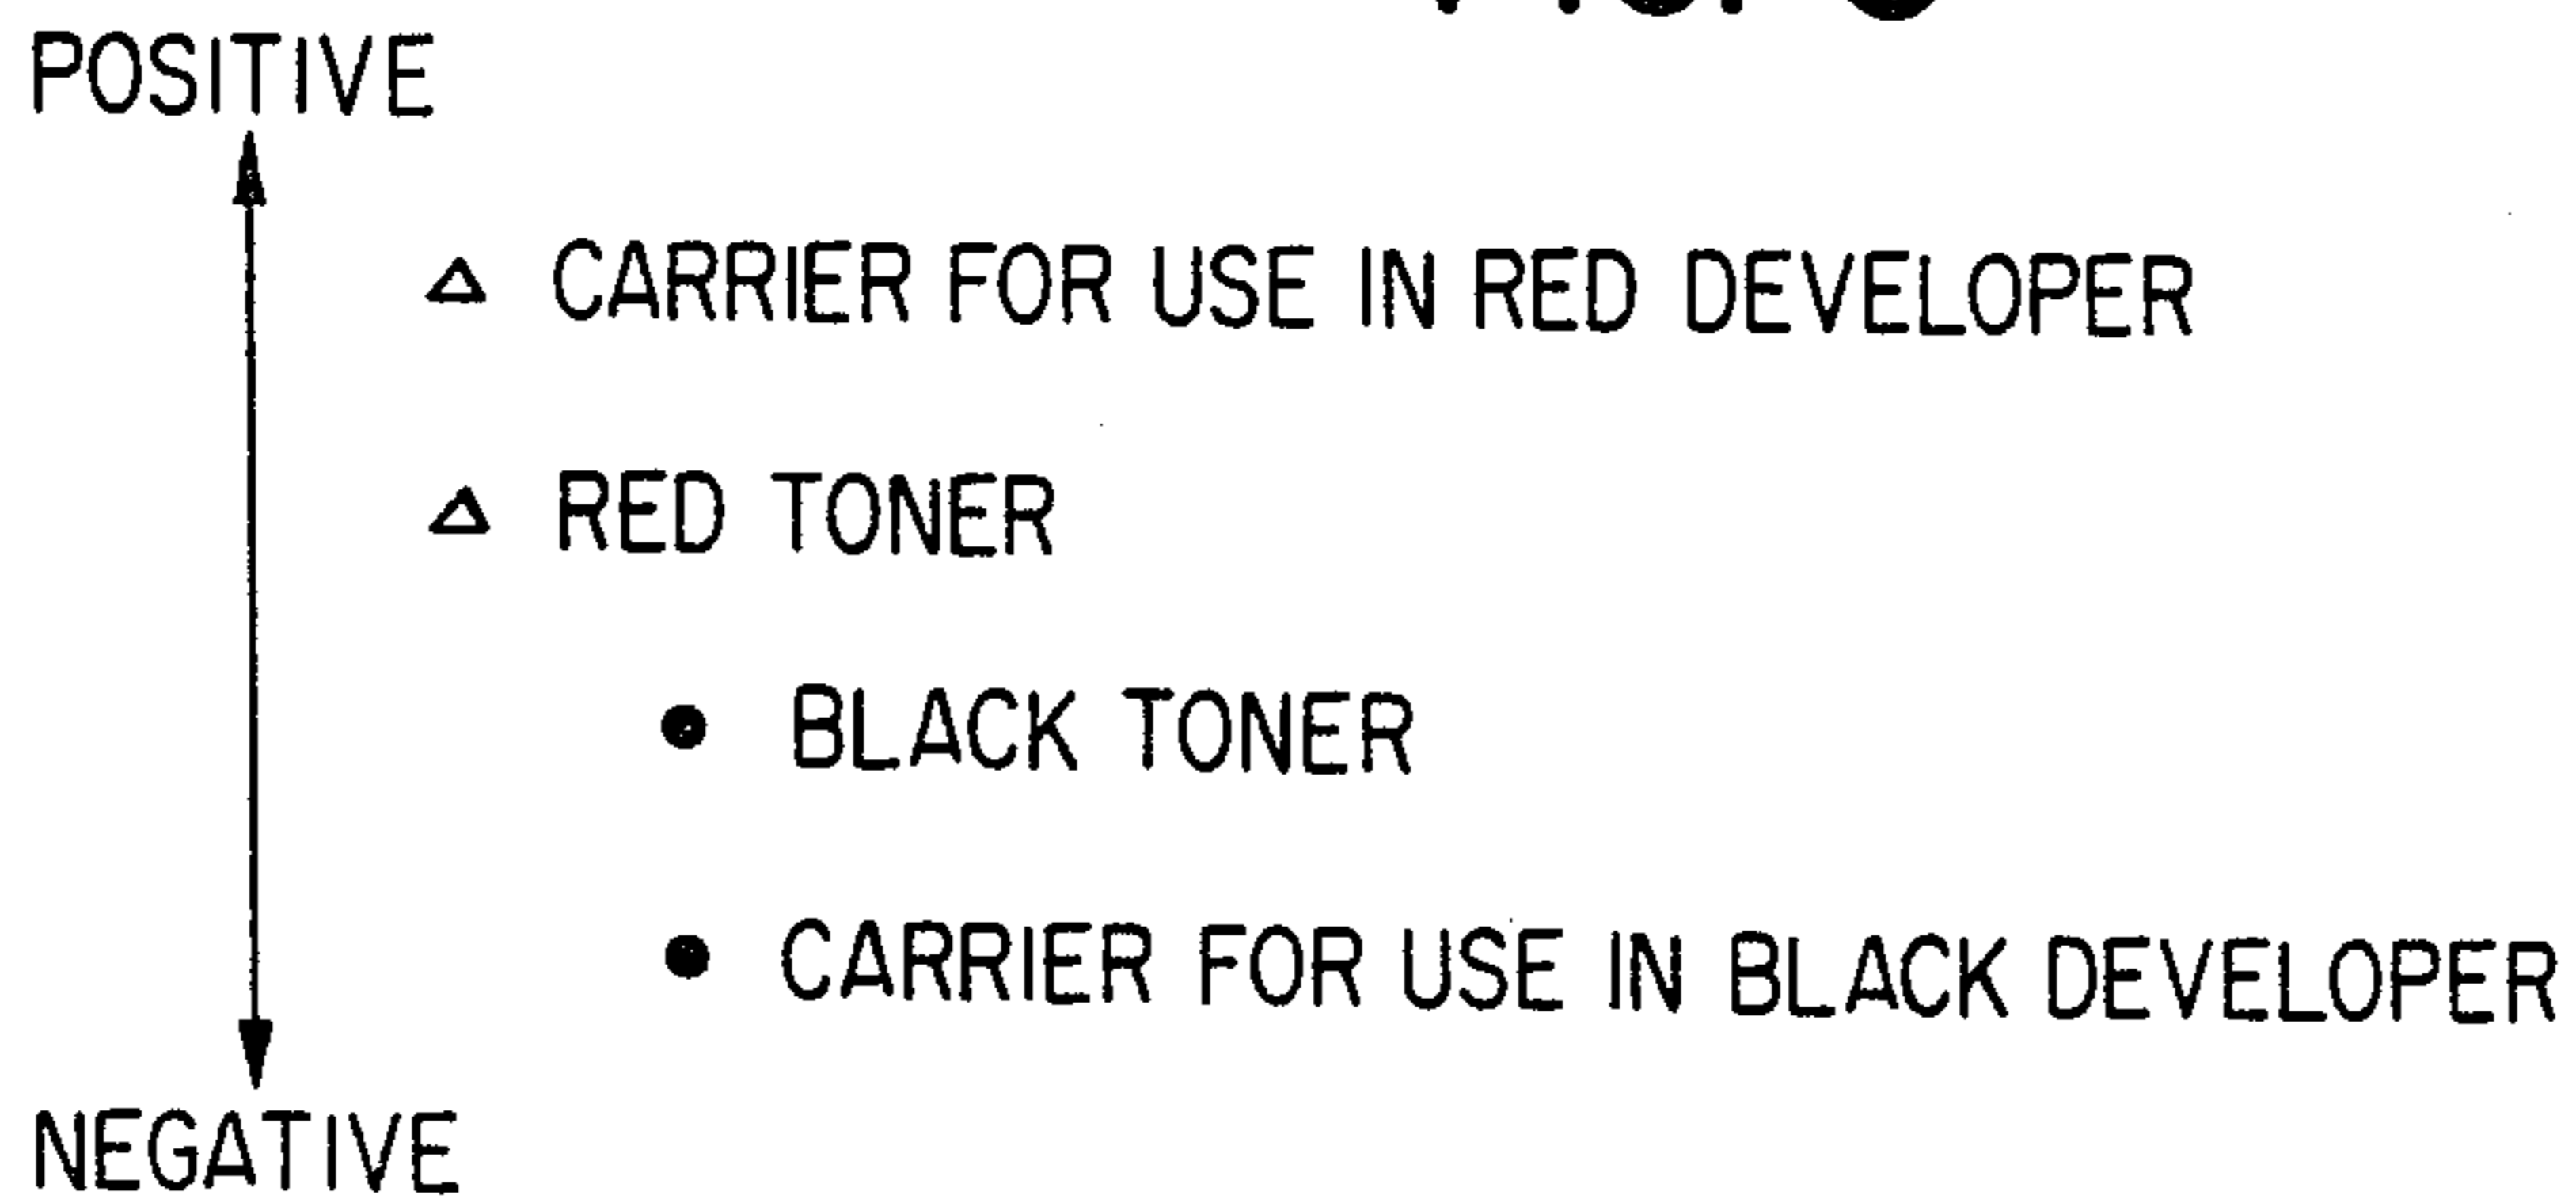 POSITIVE
△ CARRIER FOR USE IN RED DEVELOPER
△ RED TONER
● BLACK TONER
● CARRIER FOR USE IN BLACK DEVELOPER
NEGATIVE